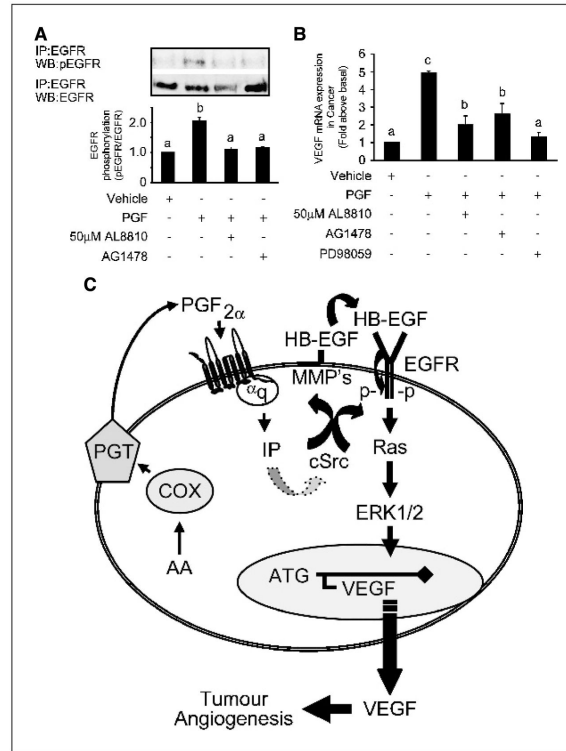 A
IP:EGFR
WB:pEGFR
IP:EGFR
WB:EGFR
EGFR
phosphorylation
(pEGFR/EGFR)
3
2
1
0
a
b
a
a
Vehicle + - - -
PGF - + + +
50µM AL8810 - - + -
AG1478 - - - +
B
VEGF mRNA expression
in Cancer
(Fold above basal)
6
5
4
3
2
1
0
a
c
b
b
a
Vehicle + - - - -
PGF - + + + +
50µM AL8810 - - + - -
AG1478 - - - + -
PD98059 - - - - +
C
PGF2α
HB-EGF
HB-EGF
MMP's
EGFR
αq
p- -p
IP
cSrc
Ras
PGT
COX
ERK1/2
AA
ATG
VEGF
VEGF
Tumour
Angiogenesis